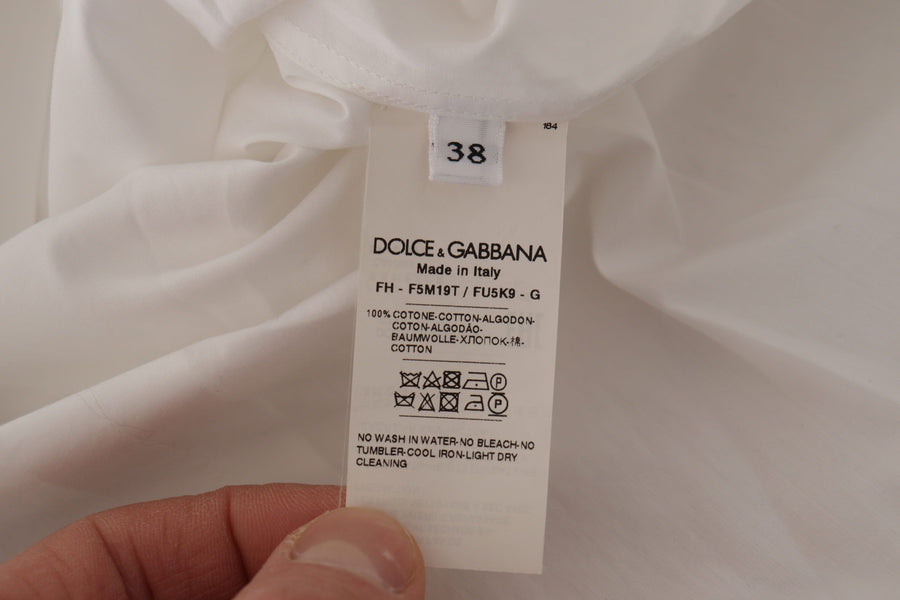 184
38
DOLCE & GABBANA
Made in Italy
FH - F5M19T / FU5K9 - G
100% COTONE-COTTON-ALGODON-
COTON-ALGODÃO-
BAUMWOLLE-ХЛОПОК-棉-
COTTON
P
P
NO WASH IN WATER-NO BLEACH-NO
TUMBLER-COOL IRON-LIGHT DRY
CLEANING